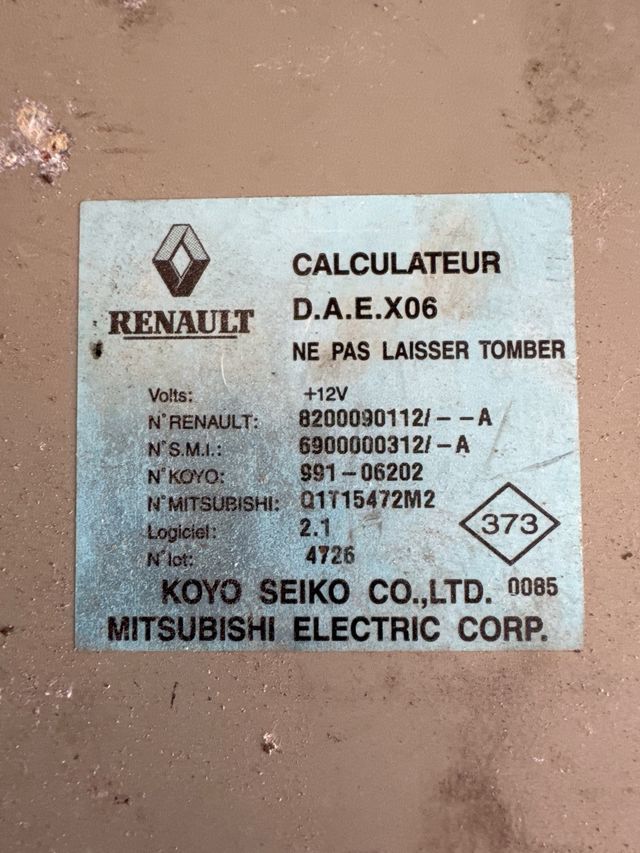 RENAULT
CALCULATEUR
D.A.E.X06
NE PAS LAISSER TOMBER
Volts: +12V
N°RENAULT: 8200090112/--A
N°S.M.I.: 6900000312/-A
N°KOYO: S91-06202
N°MITSUBISHI: Q1T15472M2
Logiciel: 2.1
N°lot: 4726
373
KOYO SEIKO CO.,LTD. 0085
MITSUBISHI ELECTRIC CORP.